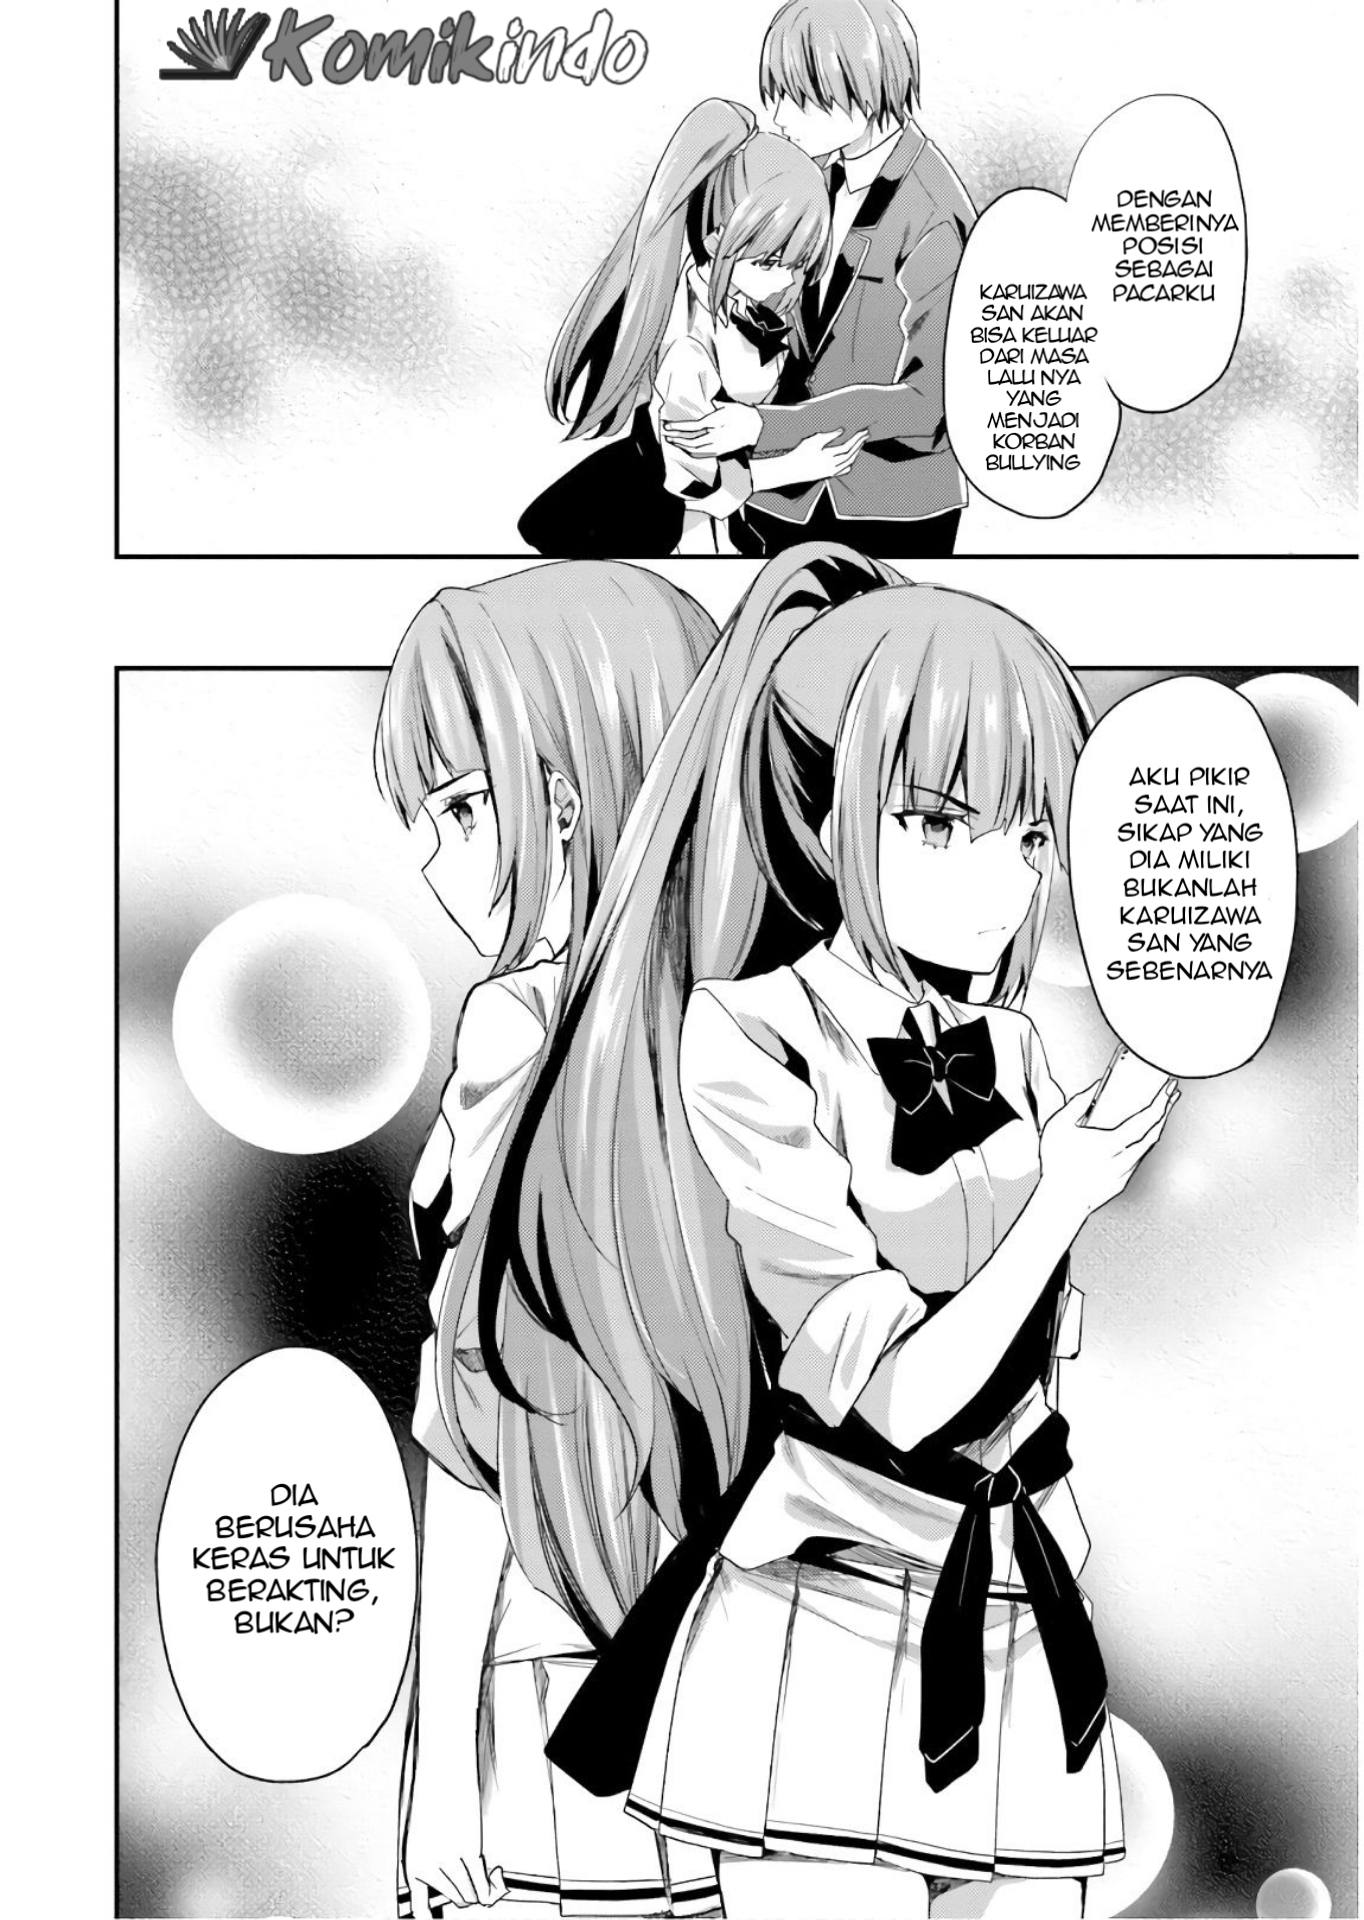 Komikindo
DENGAN
MEMBERINYA
POSISI
SEBAGAI
PACARKU
KARUIZAWA
SAN AKAN
BISA KELUAR
DARI MASA
LALU NYA
YANG
MENJADI
KORBAN
BULLYING
AKU PIKIR
SAAT INI,
SIKAP YANG
DIA MILIKI
BUKANLAH
KARUIZAWA
SAN YANG
SEBENARNYA
DIA
BERUSAHA
KERAS UNTUK
BERAKTING,
BUKAN?